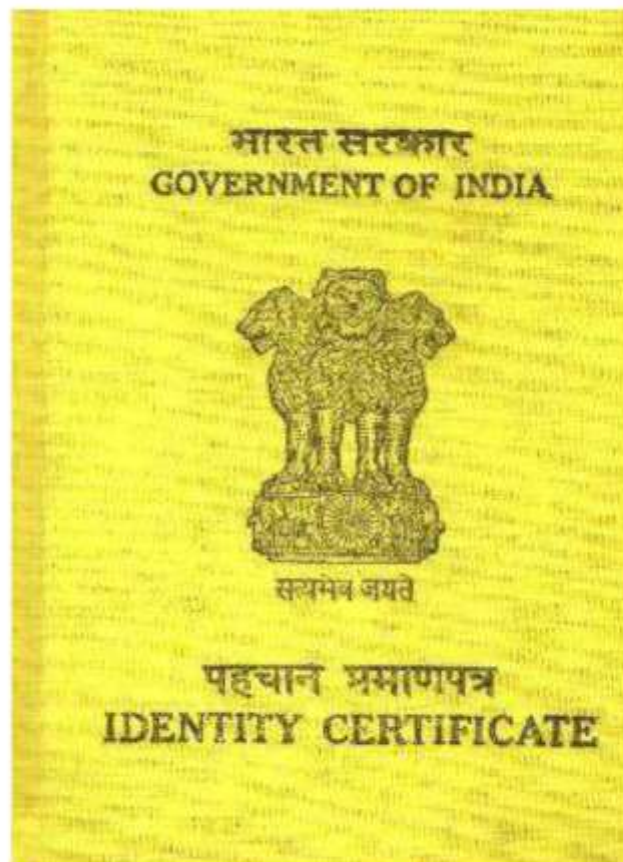 भारत सरकार
GOVERNMENT OF INDIA
सत्यमेव जयते
पहचान प्रमाणपत्र
IDENTITY CERTIFICATE